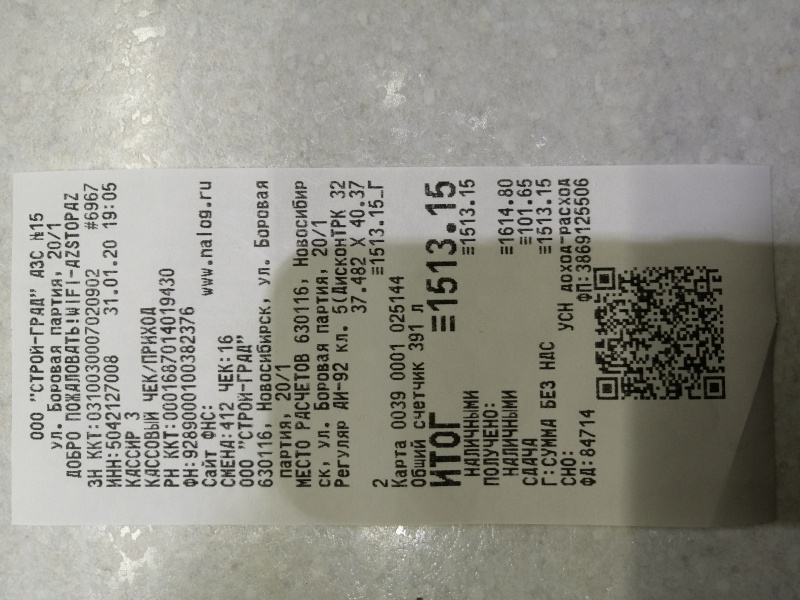 ООО "СТРОЙ-ГРАД" АЗС №15
ул. Боровая партия, 20/1
ДОБРО ПОЖАЛОВАТЬ!WIFI-AZSTOPAZ
ЗН ККТ:0310030007020902 #6967
ИНН:5042127008 31.01.20 19:05
КАССИР 3
КАССОВЫЙ ЧЕК/ПРИХОД
РН ККТ:0001687014019430
ФН:9289000100382376
Сайт ФНС: www.nalog.ru
СМЕНА:412 ЧЕК:16
ООО "СТРОЙ-ГРАД"
630116, Новосибирск, ул. Боровая
партия, 20/1
МЕСТО РАСЧЕТОВ 630116, Новосибир
ск, ул. Боровая партия, 20/1
Регуляр АИ-92 кл. 5(ДисконТРК 32
37.482 X 40.37
2 ≡1513.15_Г
Карта 0039 0001 025144
Общий счетчик 391 л
ИТОГ ≡1513.15
НАЛИЧНЫМИ ≡1513.15
ПОЛУЧЕНО:
НАЛИЧНЫМИ ≡1614.80
СДАЧА ≡101.65
Г:СУММА БЕЗ НДС ≡1513.15
СНО: УСН доход-расход
ФД:84714 ФП:3869125506